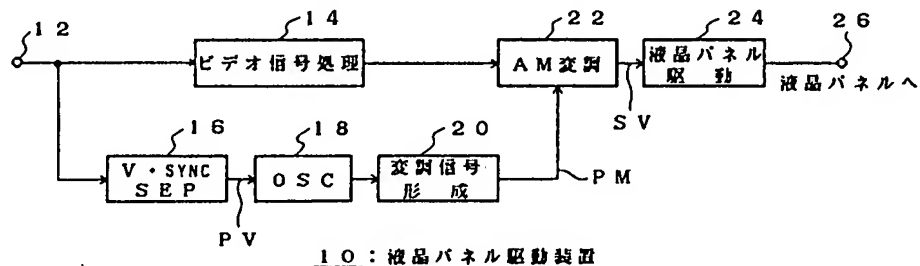 12
14
22
24
26
ビデオ信号処理
AM変調
液晶パネル
駆動
液晶パネルへ
SV
16
18
20
V・SYNC
SEP
OSC
変調信号
形成
PV
PM
10:液晶パネル駆動装置